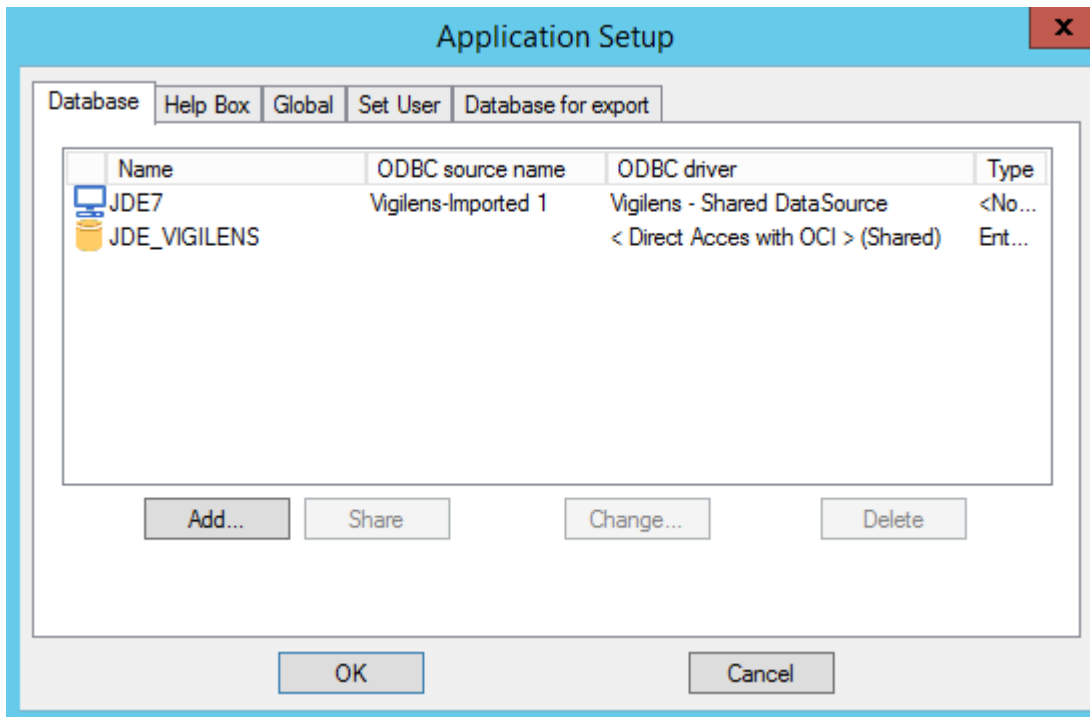 Application Setup
x
Database Help Box Global Set User Database for export
Name ODBC source name ODBC driver Type
JDE7 Vigilens-Imported 1 Vigilens - Shared DataSource <No...
JDE_VIGILENS < Direct Acces with OCI > (Shared) Ent...
Add... Share Change... Delete
OK Cancel